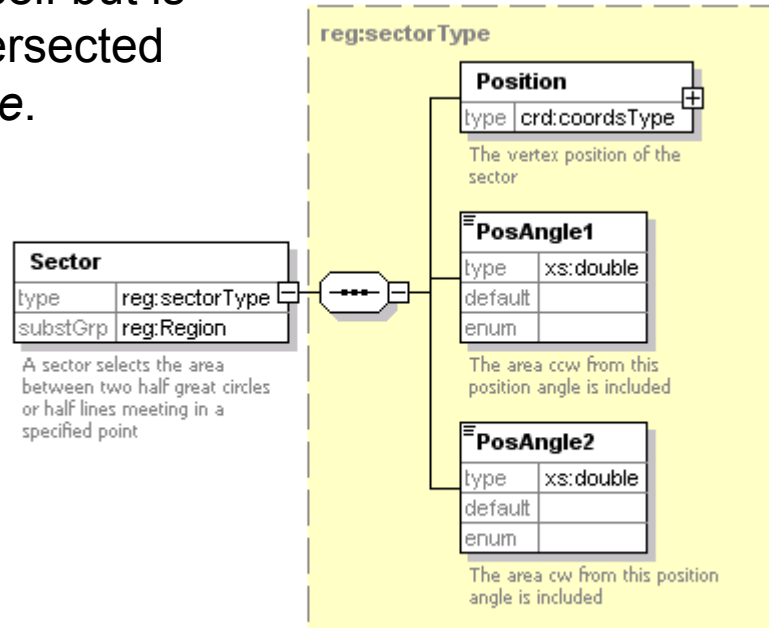 but is
ersected
e.
reg:sectorType
Position
type crd:coordsType
The vertex position of the
sector
PosAngle1
type xs:double
default
enum
The area ccw from this
position angle is included
Sector
type reg:sectorType
substGrp reg:Region
A sector selects the area
between two half great circles
or half lines meeting in a
specified point
PosAngle2
type xs:double
default
enum
The area cw from this position
angle is included